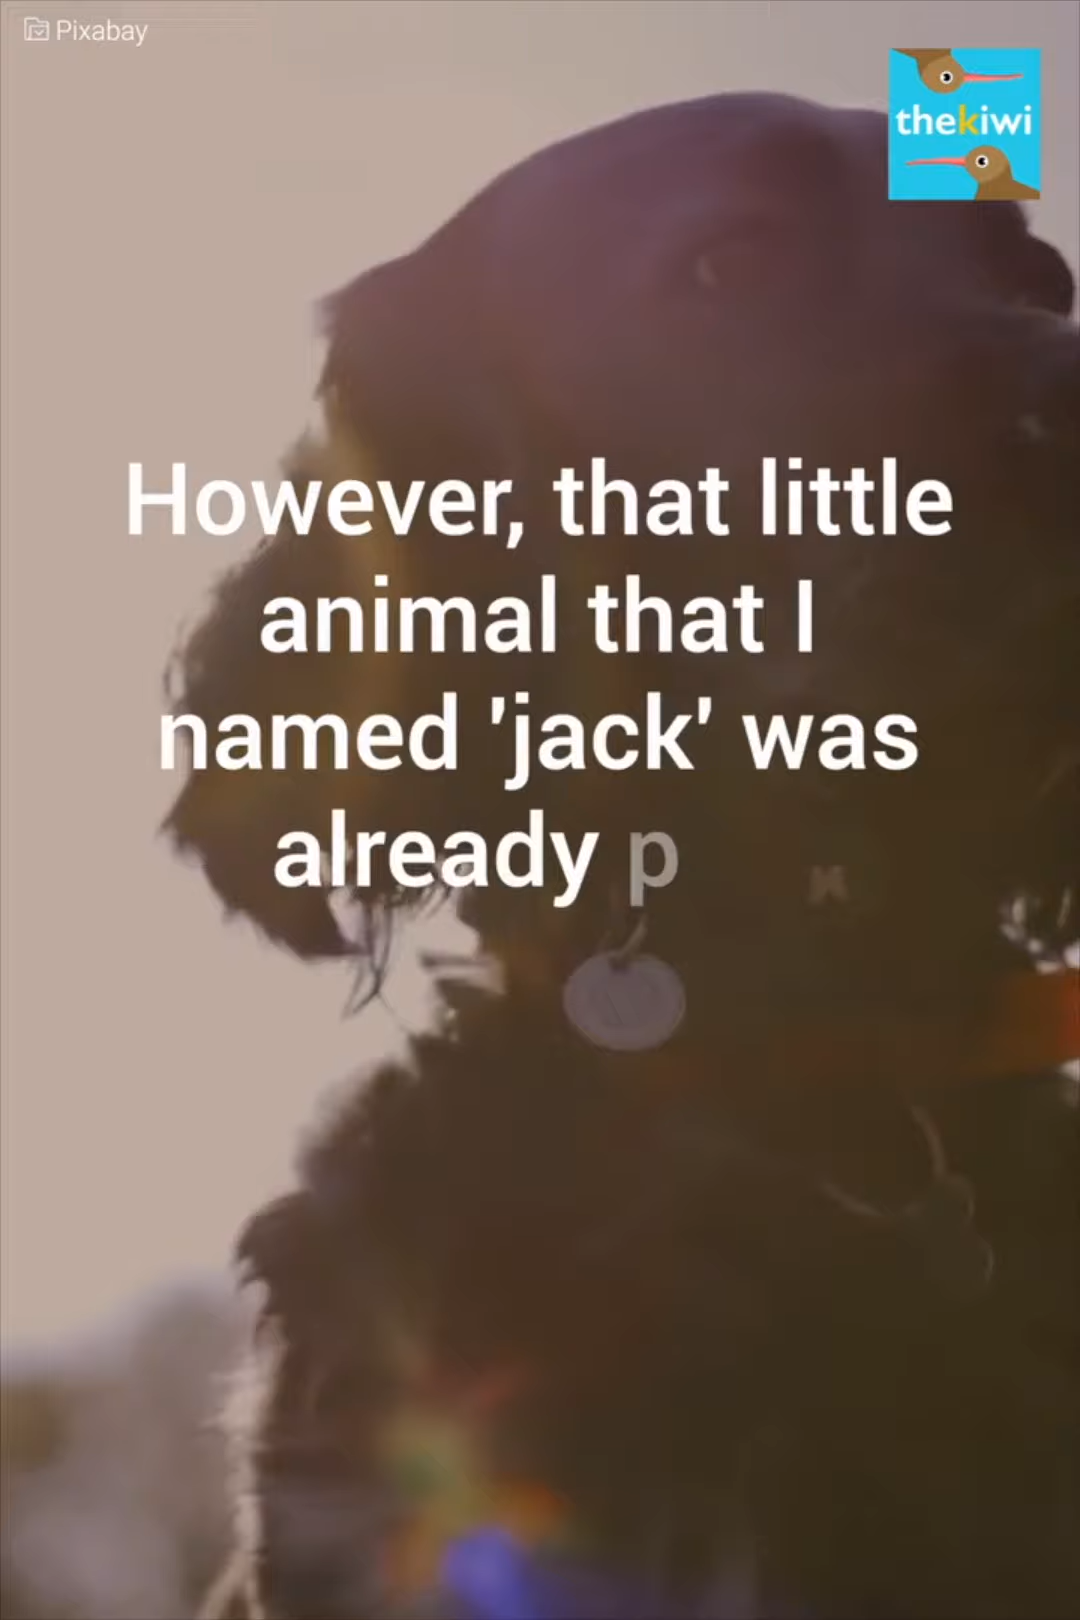 Pixabay
thekiwi
However, that little
animal that I
named 'jack' was
already p